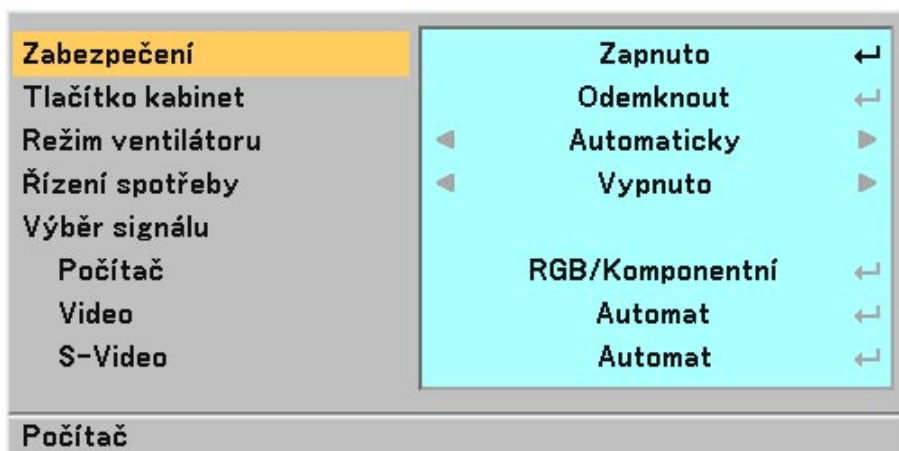 Zabezpečení Zapnuto
Tlačítko kabinet Odemknout
Režim ventilátoru Automaticky
Řízení spotřeby Vypnuto
Výběr signálu
Počítač RGB/Komponentní
Video Automat
S-Video Automat
Počítač